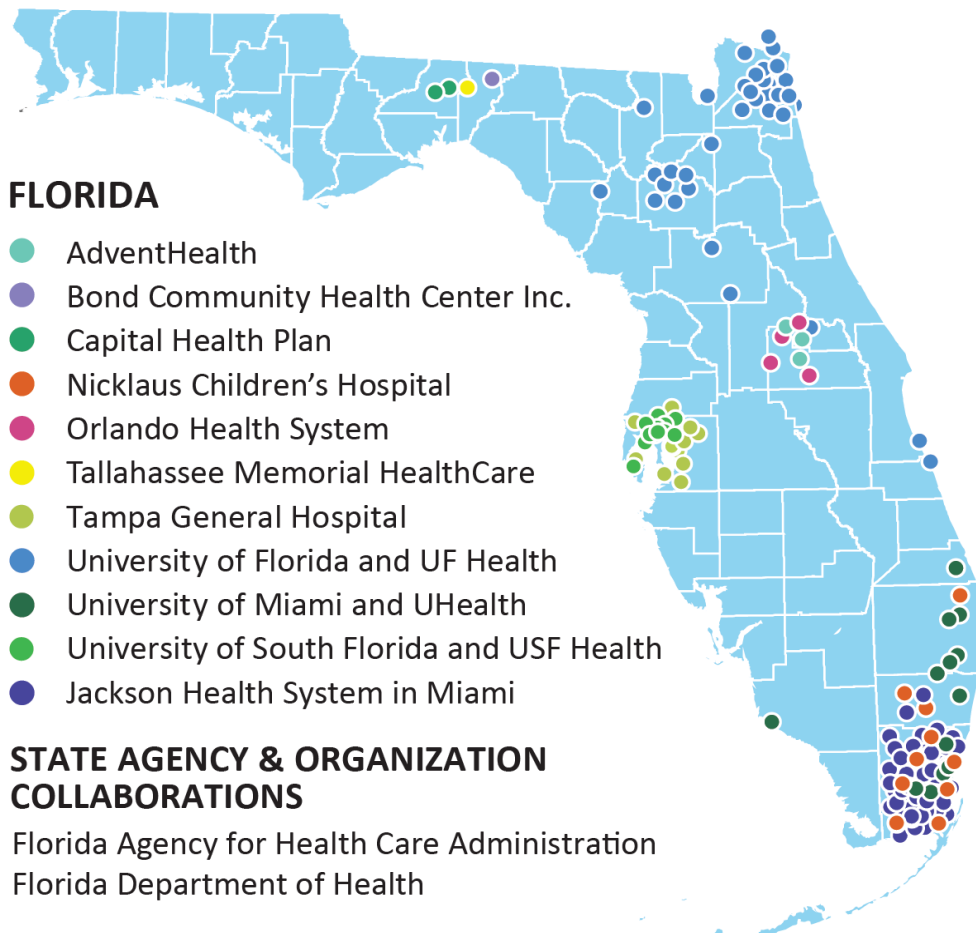 FLORIDA
AdventHealth
Bond Community Health Center Inc.
Capital Health Plan
Nicklaus Children’s Hospital
Orlando Health System
Tallahassee Memorial HealthCare
Tampa General Hospital
University of Florida and UF Health
University of Miami and UHealth
University of South Florida and USF Health
Jackson Health System in Miami
STATE AGENCY & ORGANIZATION
COLLABORATIONS
Florida Agency for Health Care Administration
Florida Department of Health